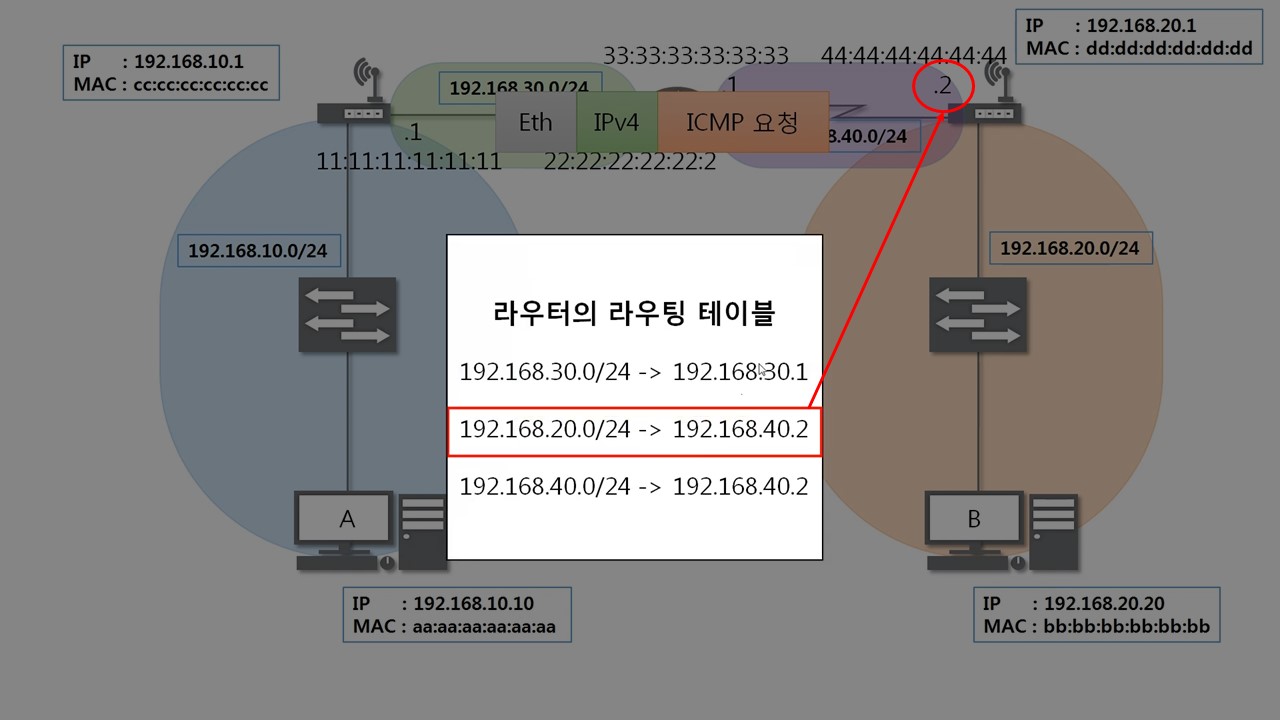 IP : 192.168.20.1
MAC : dd:dd:dd:dd:dd:dd
IP : 192.168.10.1
MAC : cc:cc:cc:cc:cc:cc
33:33:33:33:33:33
44:44:44:44:44:44
192.168.30.0/24
.1
.2
Eth
IPv4
ICMP 요청
.1
8.40.0/24
11:11:11:11:11:11
22:22:22:22:22:2
192.168.10.0/24
192.168.20.0/24
라우터의 라우팅 테이블
192.168.30.0/24 -> 192.168.30.1
192.168.20.0/24 -> 192.168.40.2
192.168.40.0/24 -> 192.168.40.2
A
B
IP : 192.168.10.10
MAC : aa:aa:aa:aa:aa:aa
IP : 192.168.20.20
MAC : bb:bb:bb:bb:bb:bb